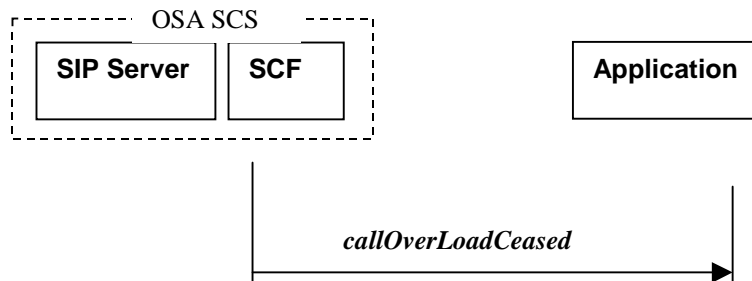 OSA SCS
SIP Server
SCF
Application
callOverLoadCeased